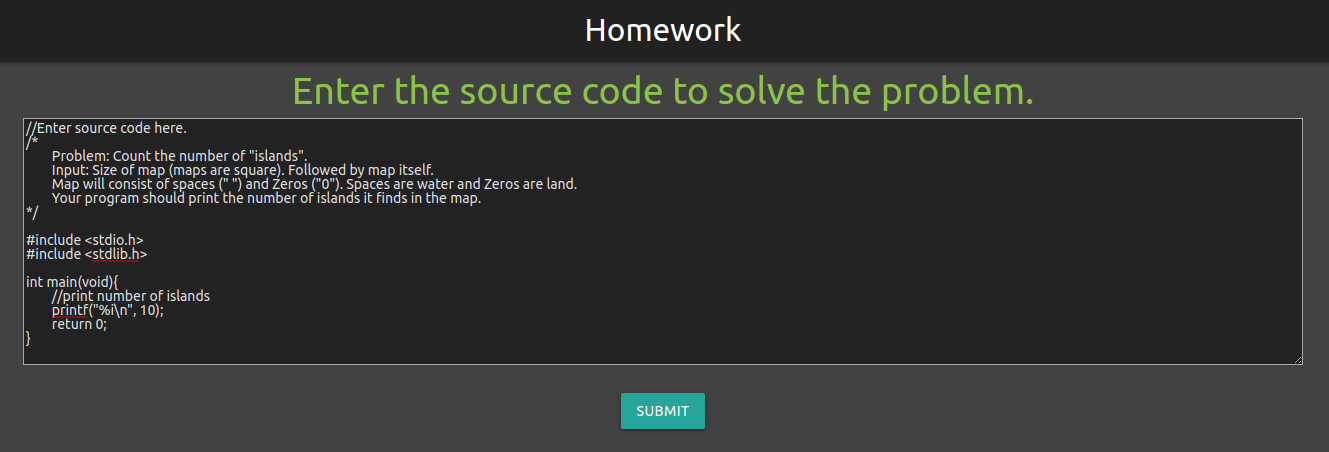 Homework
Enter the source code to solve the problem.
//Enter source code here.
/*
Problem: Count the number of "islands".
Input: Size of map (maps are square). Followed by map itself.
Map will consist of spaces (" ") and Zeros ("0"). Spaces are water and Zeros are land.
Your program should print the number of islands it finds in the map.
*/
#include <stdio.h>
#include <stdlib.h>
int main(void){
//print number of islands
printf("%i\n", 10);
return 0;
}
SUBMIT